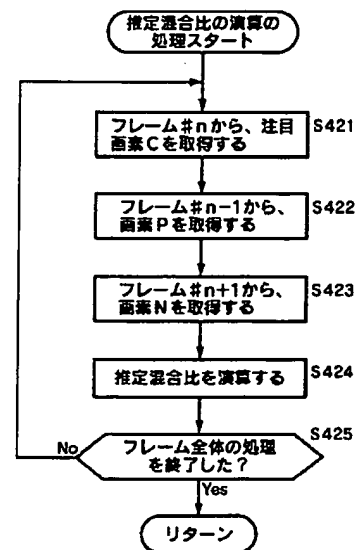 推定混合比の演算の
処理スタート
フレーム#nから、注目
画素Cを取得する
S421
フレーム#n-1から、
画素Pを取得する
S422
フレーム#n+1から、
画素Nを取得する
S423
推定混合比を演算する
S424
フレーム全体の処理
を終了した?
S425
No
Yes
リターン